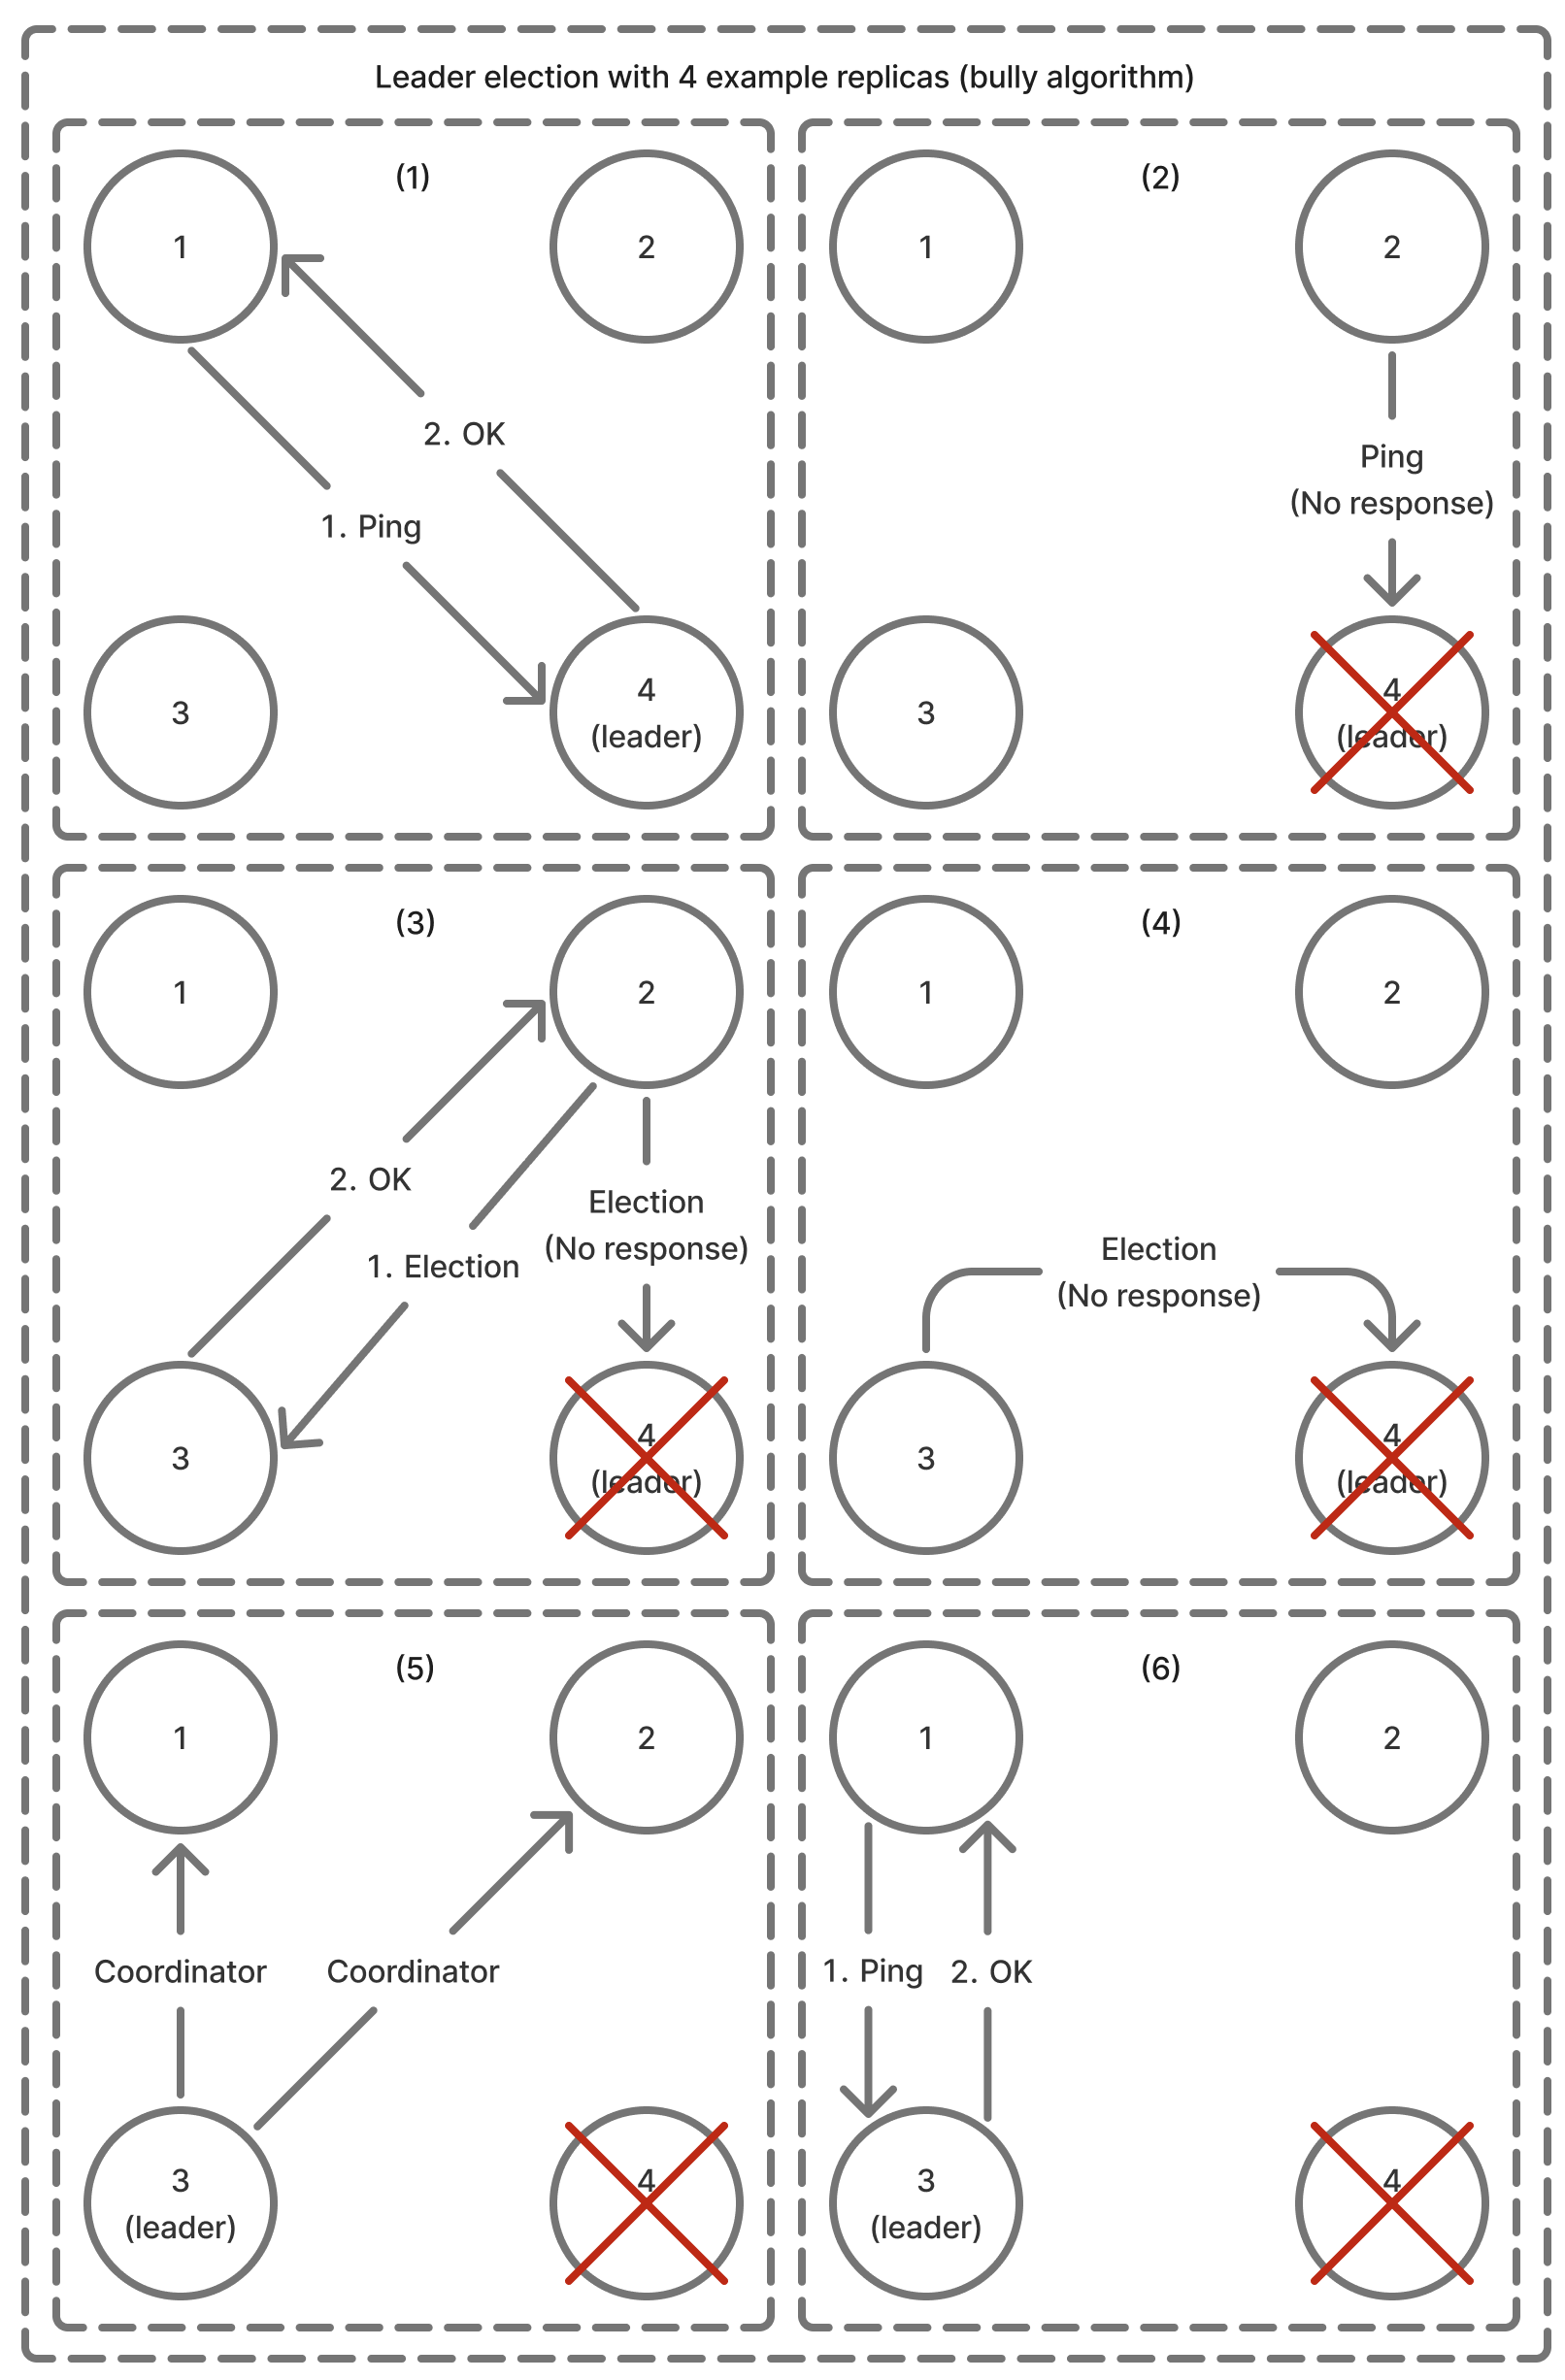 Leader election with 4 example replicas (bully algorithm)
(1)
1
2
2. OK
1. Ping
3
4
(leader)
(2)
1
2
Ping
(No response)
3
4
(leader)
(3)
1
2
2. OK
Election
(No response)
1. Election
3
4
(leader)
(4)
1
2
Election
(No response)
3
4
(leader)
(5)
1
2
Coordinator
Coordinator
3
(leader)
4
(6)
1
2
1. Ping
2. OK
3
(leader)
4